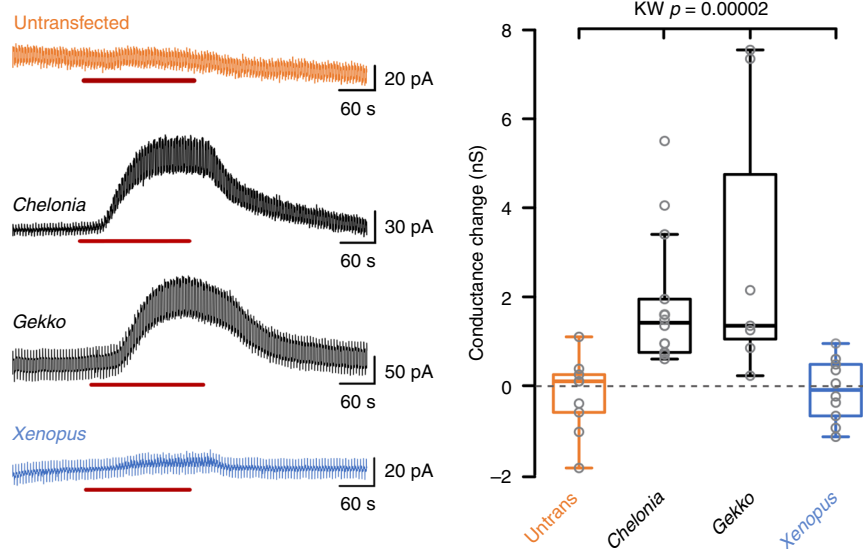 Untransfected
20 pA
60 s
Chelonia
30 pA
60 s
Gekko
50 pA
60 s
Xenopus
20 pA
60 s
KW p = 0.00002
Conductance change (nS)
8
6
4
2
0
–2
Untrans
Chelonia
Gekko
Xenopus